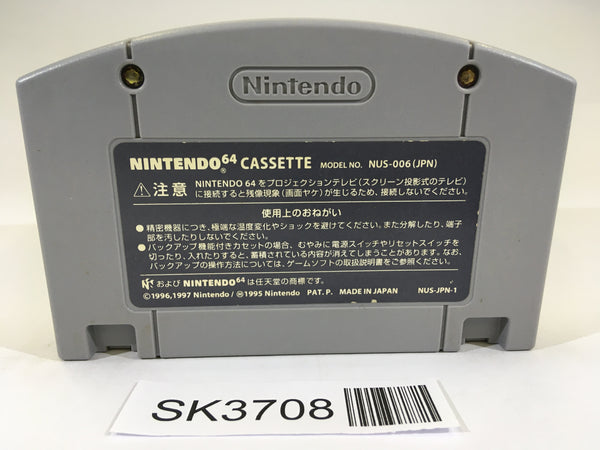 Nintendo
NINTENDO64 CASSETTE MODEL NO. NUS-006(JPN)
⚠注意 NINTENDO 64 をプロジェクションテレビ(スクリーン投影式のテレビ)
に接続すると残像現象(画面ヤケ)が生じるため、接続しないでください。
使用上のおねがい
●精密機器につき、極端な温度変化やショックを避けてください。また分解したり、端子
部を汚したりしないでください。
●バックアップ機能付きカセットの場合、むやみに電源スイッチやリセットスイッチを
切ったり、入れたりすると、蓄積されている内容が消えてしまうことがあります。なお、
バックアップの操作方法については、ゲームソフトの取扱説明書をご参照ください。
および NINTENDO64 は任天堂の商標です。
©1996,1997 Nintendo/Ⓜ1995 Nintendo PAT. P. MADE IN JAPAN NUS-JPN-1
SK3708